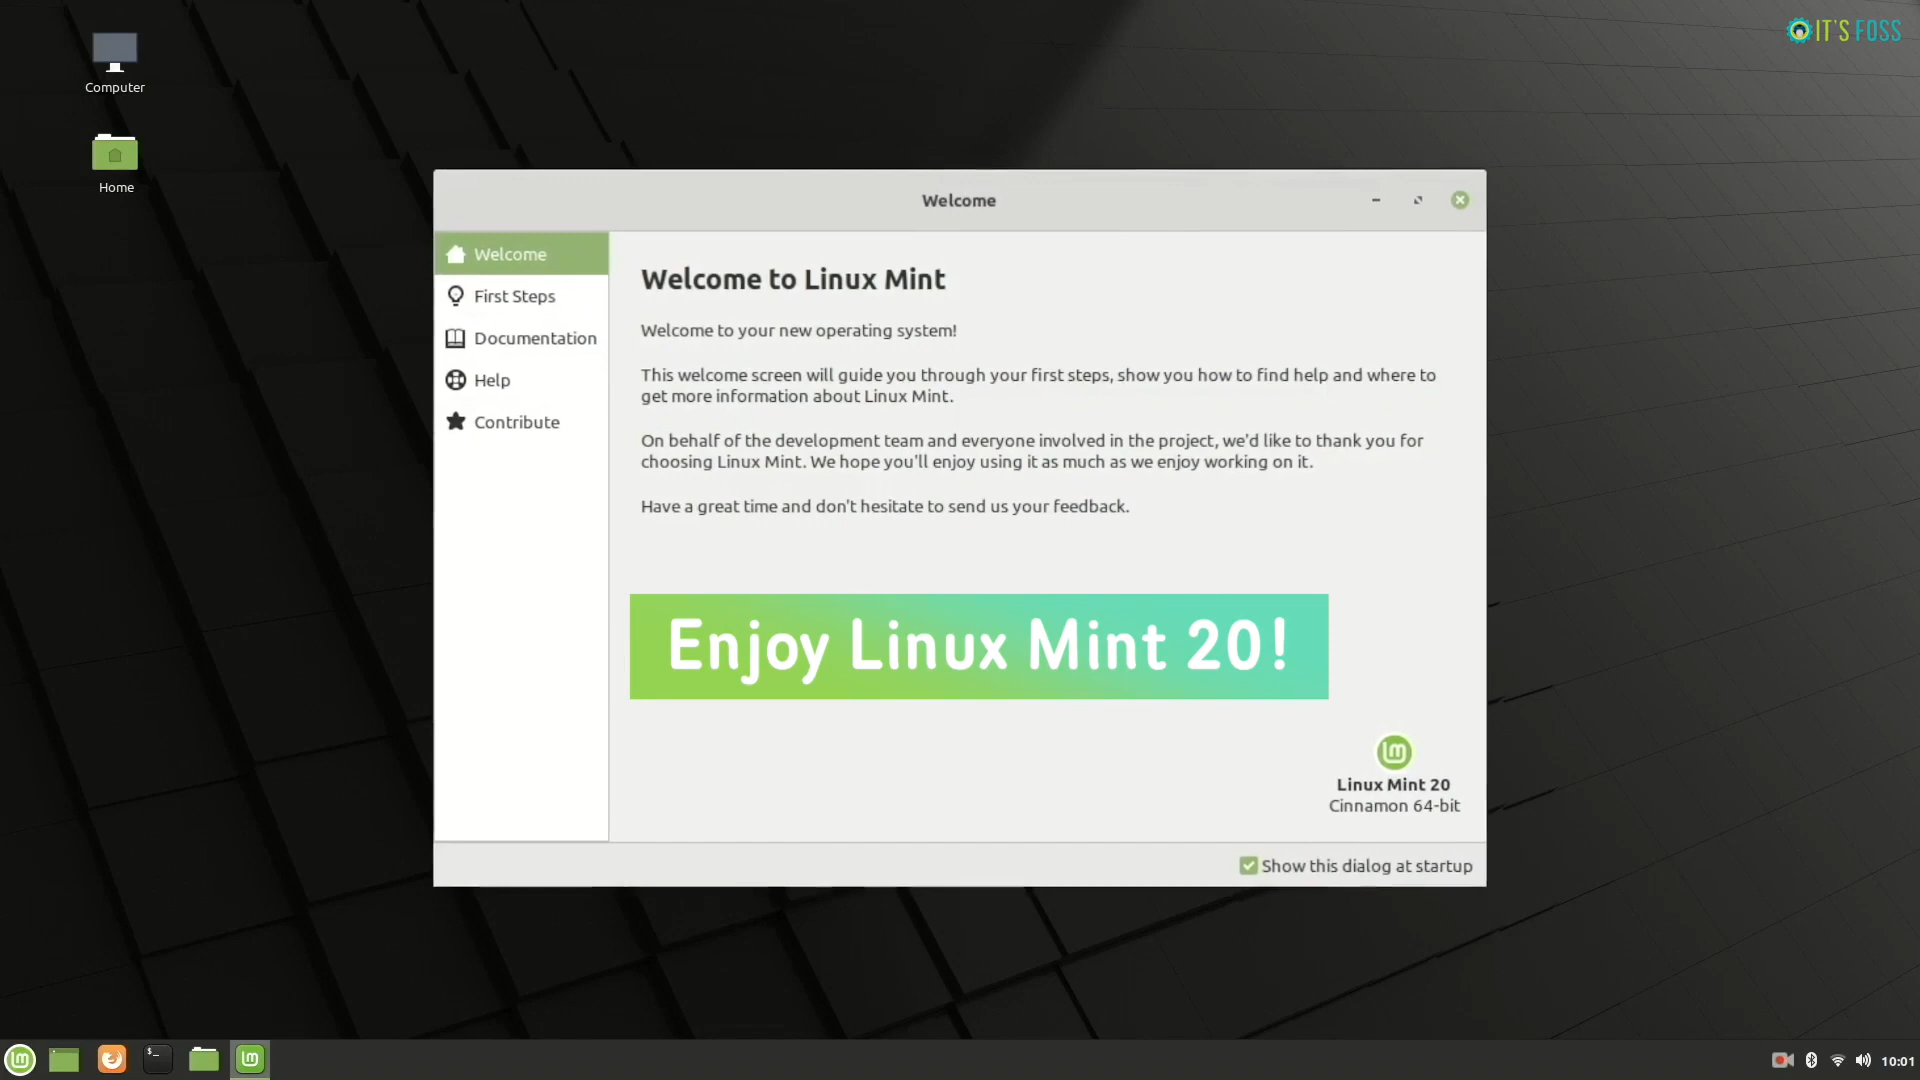 IT'S FOSS
Computer
Home
Welcome
Welcome
First Steps
Documentation
Help
Contribute
Welcome to Linux Mint
Welcome to your new operating system!
This welcome screen will guide you through your first steps, show you how to find help and where to
get more information about Linux Mint.
On behalf of the development team and everyone involved in the project, we'd like to thank you for
choosing Linux Mint. We hope you'll enjoy using it as much as we enjoy working on it.
Have a great time and don't hesitate to send us your feedback.
Enjoy Linux Mint 20!
lm
Linux Mint 20
Cinnamon 64-bit
Show this dialog at startup
lm
$_
lm
10:01